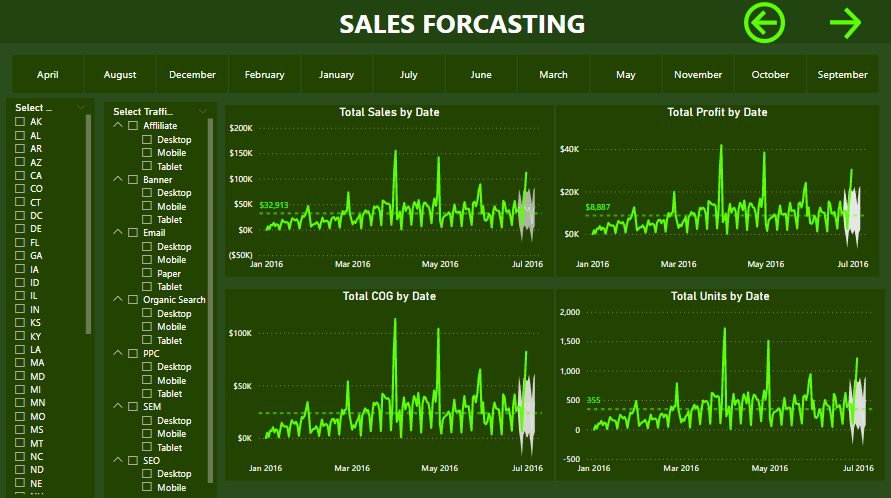 SALES FORCASTING
April
August
December
February
January
July
June
March
May
November
October
September
Select ...
AK
AL
AR
AZ
CA
CO
CT
DC
DE
FL
GA
IA
ID
IL
IN
KS
KY
LA
MA
MD
MI
MN
MO
MS
MT
NC
ND
NE
Select Traffi...
Affliliate
Desktop
Mobile
Tablet
Banner
Desktop
Mobile
Tablet
Email
Desktop
Mobile
Paper
Tablet
Organic Search
Desktop
Mobile
Tablet
PPC
Desktop
Mobile
Tablet
SEM
Desktop
Mobile
Tablet
SEO
Desktop
Mobile
Total Sales by Date
$200K
$150K
$100K
$50K
$32,913
$0K
($50K)
Jan 2016
Mar 2016
May 2016
Jul 2016
Total Profit by Date
$40K
$20K
$8,887
$0K
Jan 2016
Mar 2016
May 2016
Jul 2016
Total COG by Date
$100K
$50K
$0K
Jan 2016
Mar 2016
May 2016
Jul 2016
Total Units by Date
2,000
1,500
1,000
500
355
0
-500
Jan 2016
Mar 2016
May 2016
Jul 2016